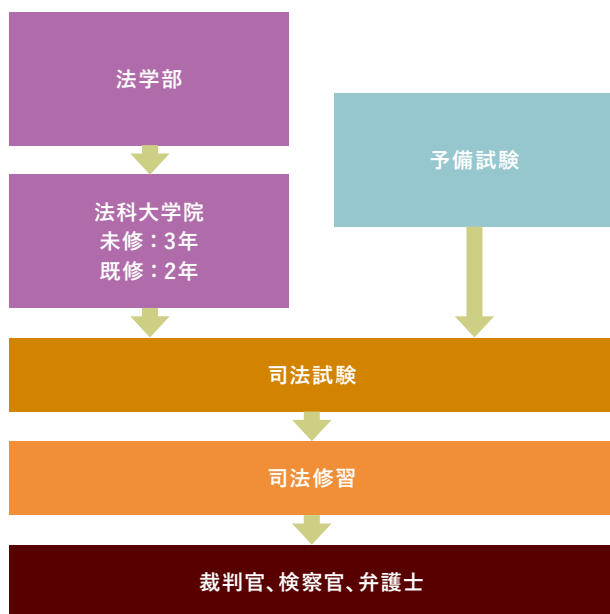 法学部
予備試験
法科大学院
未修：3年
既修：2年
司法試験
司法修習
裁判官、検察官、弁護士